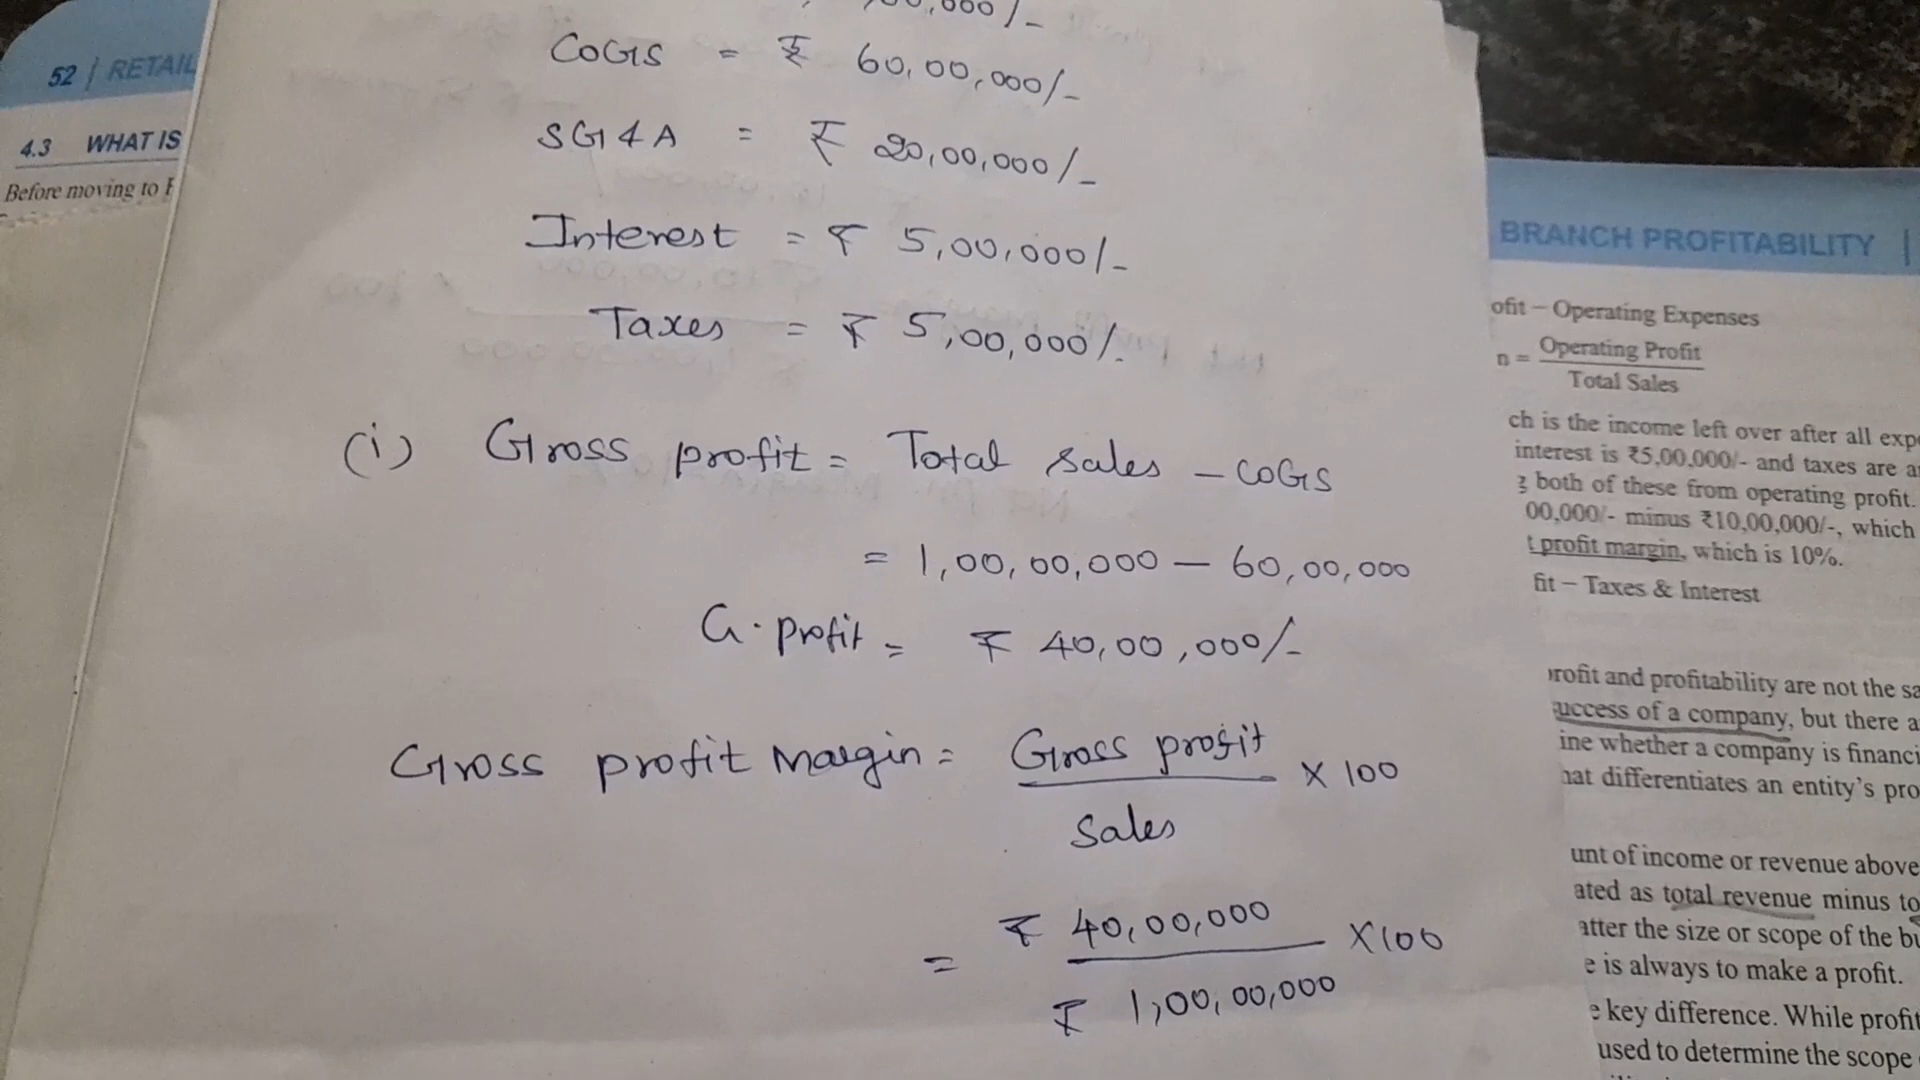 52 / RETAIL
4.3 WHAT IS
Before moving to
,000/-
COGS = ₹ 60,00,000/-
SG&A = ₹ 20,00,000/-
Interest = ₹ 5,00,000/-
Taxes = ₹ 5,00,000/-
(i) Gross profit = Total sales - COGS
= 1,00,00,000 - 60,00,000
G. profit = ₹ 40,00,000/-
Gross profit Margin = Gross profit
× 100
Sales
= ₹ 40,00,000
× 100
₹ 1,00,00,000
BRANCH PROFITABILITY |
ofit – Operating Expenses
n = Operating Profit
Total Sales
ch is the income left over after all exp
interest is ₹5,00,000/- and taxes are a
both of these from operating profit.
00,000/- minus ₹10,00,000/-, which
t profit margin, which is 10%.
fit – Taxes & Interest
rofit and profitability are not the sa
uccess of a company, but there a
ine whether a company is financi
hat differentiates an entity's pro
unt of income or revenue above
ated as total revenue minus to
atter the size or scope of the bu
e is always to make a profit.
e key difference. While profit
used to determine the scope